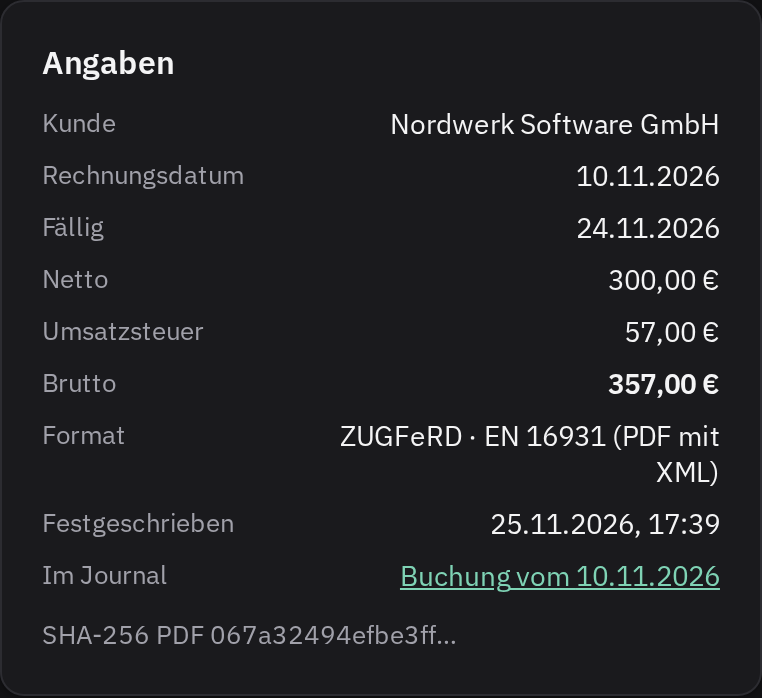 Angaben
Kunde Nordwerk Software GmbH
Rechnungsdatum 10.11.2026
Fällig 24.11.2026
Netto 300,00 €
Umsatzsteuer 57,00 €
Brutto 357,00 €
Format ZUGFeRD · EN 16931 (PDF mit
XML)
Festgeschrieben 25.11.2026, 17:39
Im Journal Buchung vom 10.11.2026
SHA-256 PDF 067a32494efbe3ff…